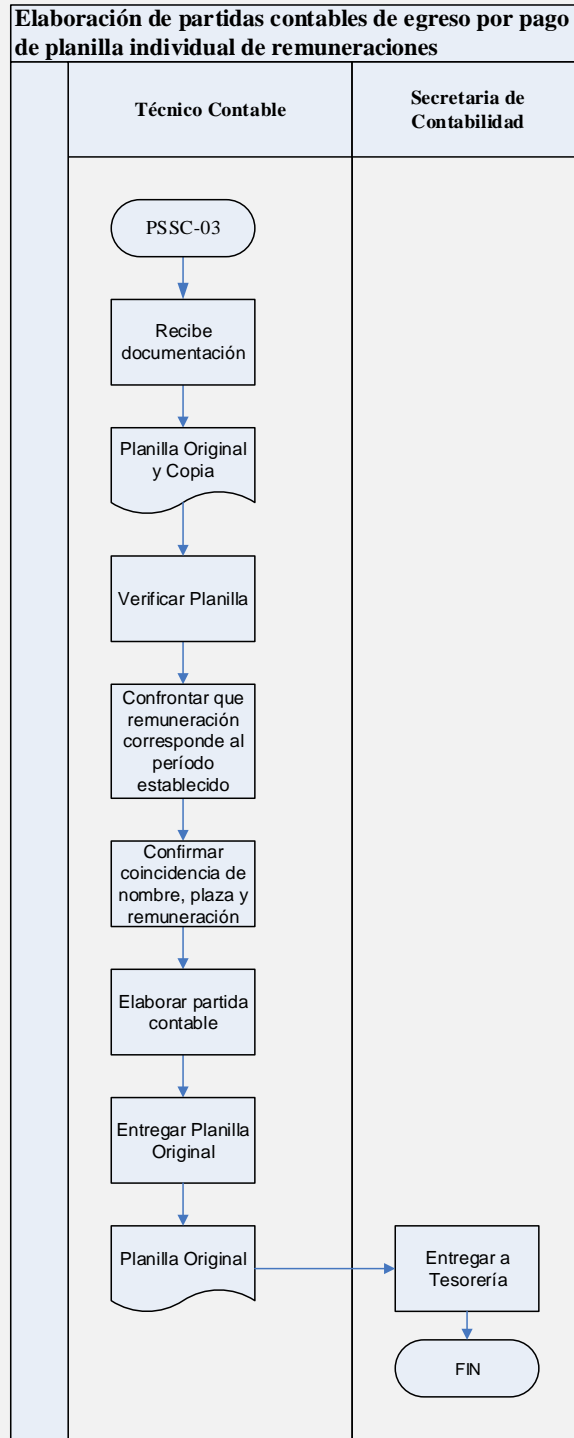 Elaboración de partidas contables de egreso por pago
de planilla individual de remuneraciones
Técnico Contable
Secretaria de
Contabilidad
PSSC-03
Recibe
documentación
Planilla Original
y Copia
Verificar Planilla
Confrontar que
remuneración
corresponde al
período
establecido
Confirmar
coincidencia de
nombre, plaza y
remuneración
Elaborar partida
contable
Entregar Planilla
Original
Planilla Original
Entregar a
Tesorería
FIN